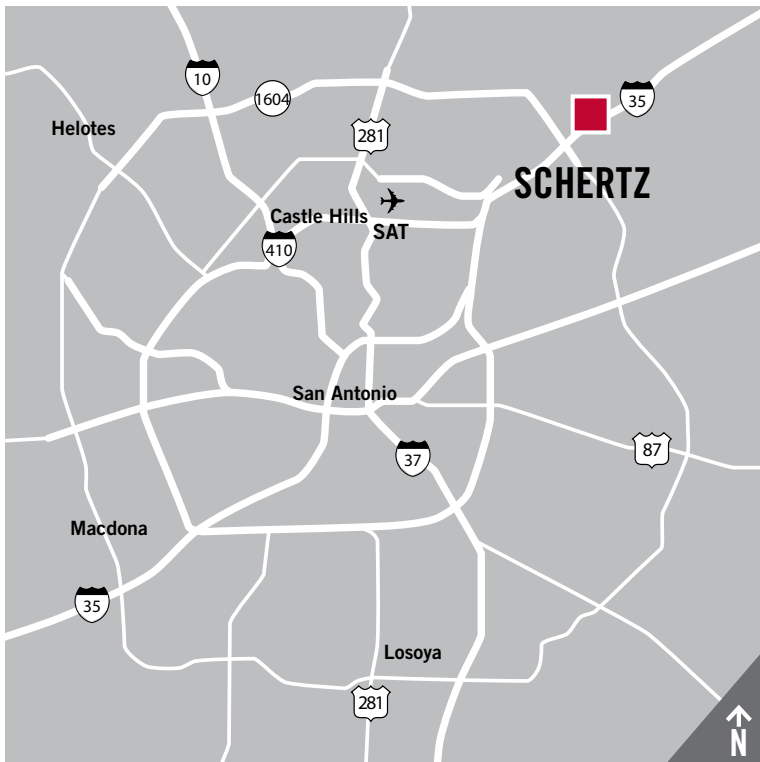 10
1604
35
Helotes
281
SCHERTZ
Castle Hills
SAT
410
San Antonio
37
87
Macdona
35
Losoya
281
N